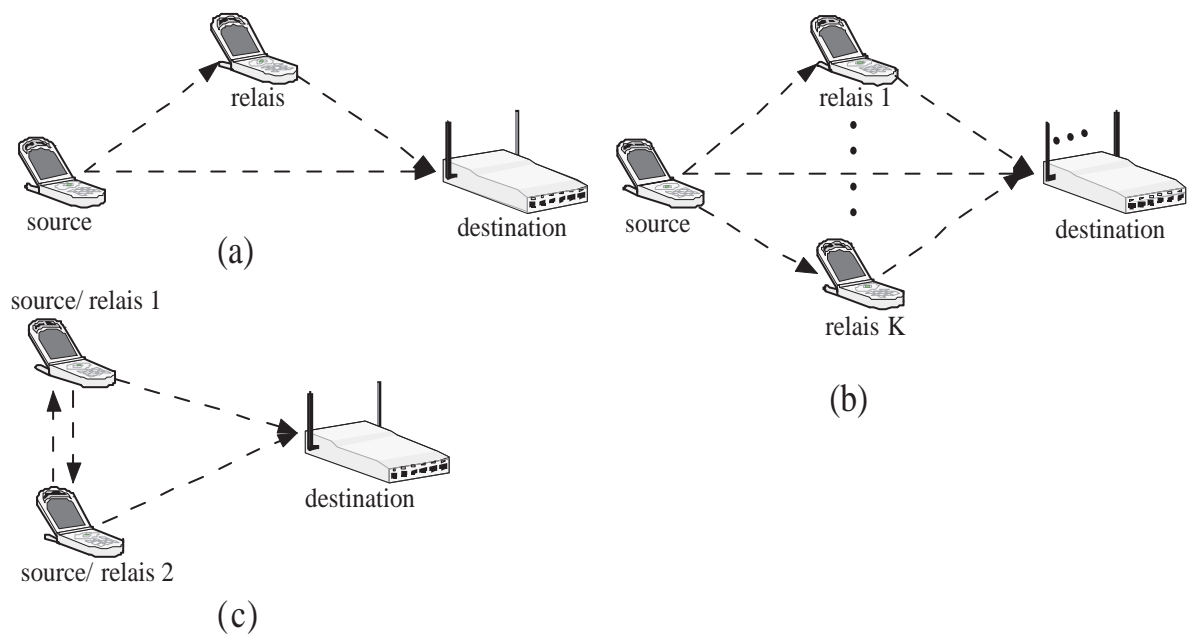 relais
source
destination
(a)
relais 1
source
destination
relais K
(b)
source/ relais 1
destination
source/ relais 2
(c)